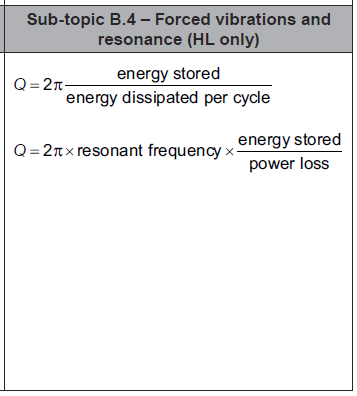 Sub-topic B.4 – Forced vibrations and
resonance (HL only)
Q = 2π energy stored / energy dissipated per cycle
Q = 2π × resonant frequency × energy stored / power loss